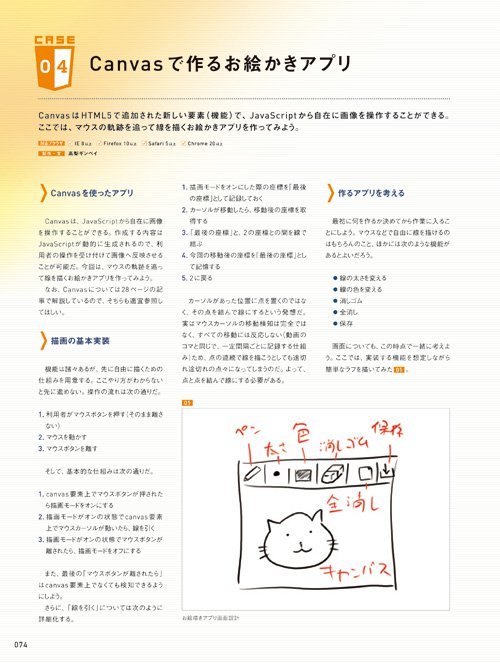 CASE
04
Canvasで作るお絵かきアプリ
CanvasはHTML5で追加された新しい要素(機能)で、JavaScriptから自在に画像を操作することができる。
ここでは、マウスの軌跡を追って線を描くお絵かきアプリを作ってみよう。
対応ブラウザ ✓IE 8以上 ✓Firefox 10以上 ✓Safari 5以上 ✓Chrome 20以上
制作・文 高梨ギンペイ
Canvasを使ったアプリ
Canvasは、JavaScriptから自在に画像
を操作することができる。作成する内容は
JavaScriptが動的に生成されるので、利
用者の操作を受け付けて画像へ反映させる
ことが可能だ。今回は、マウスの軌跡を追っ
て線を描くお絵かきアプリを作ってみよう。
なお、Canvasについては28ページの記
事で解説しているので、そちらも適宜参照し
てほしい。
描画の基本実装
機能は諸々あるが、先に自由に描くための
仕組みを用意する。ここやり方がわからない
と先に進めない。操作の流れは次の通りだ。
1. 利用者がマウスボタンを押す(そのまま離さ
ない)
2. マウスを動かす
3. マウスボタンを離す
そして、基本的な仕組みは次の通りだ。
1. canvas要素上でマウスボタンが押された
ら描画モードをオンにする
2. 描画モードがオンの状態でcanvas要素
上でマウスカーソルが動いたら、線を引く
3. 描画モードがオンの状態でマウスボタンが
離されたら、描画モードをオフにする
また、最後の「マウスボタンが離されたら」
はcanvas要素上でなくても検知できるよう
にしよう。
さらに、「線を引く」については次のように
詳細化する。
1. 描画モードをオンにした際の座標を「最後
の座標」として記録しておく
2. カーソルが移動したら、移動後の座標を取
得する
3. 「最後の座標」と、2の座標との間を線で
結ぶ
4. 今回の移動後の座標を「最後の座標」とし
て記憶する
5. 2に戻る
カーソルがあった位置に点を置くのではな
く、その点を結んで線にするという発想だ。
実はマウスカーソルの移動検知は完全では
なく、すべての移動には反応しない(動画の
コマと同じで、一定間隔ごとに記録する仕組
み)ため、点の連続で線を描こうとしても途切
れ途切れの点々になってしまうのだ。よって、
点と点を結んで線にする必要がある。
作るアプリを考える
最初に何を作るか決めてから作業に入るこ
とにしよう。マウスなどで自由に線を描けるの
はもちろんのこと、ほかには次のような機能が
あるとよいだろう。
●線の太さを変える
●線の色を変える
●消しゴム
●全消し
●保存
画面についても、この時点で一緒に考えよ
う。ここでは、実装する機能を想定しながら
簡単なラフを描いてみた01。
01
ペン
太さ
色
消しゴム
保存
全消し
キャンバス
お絵描きアプリ画面設計
074